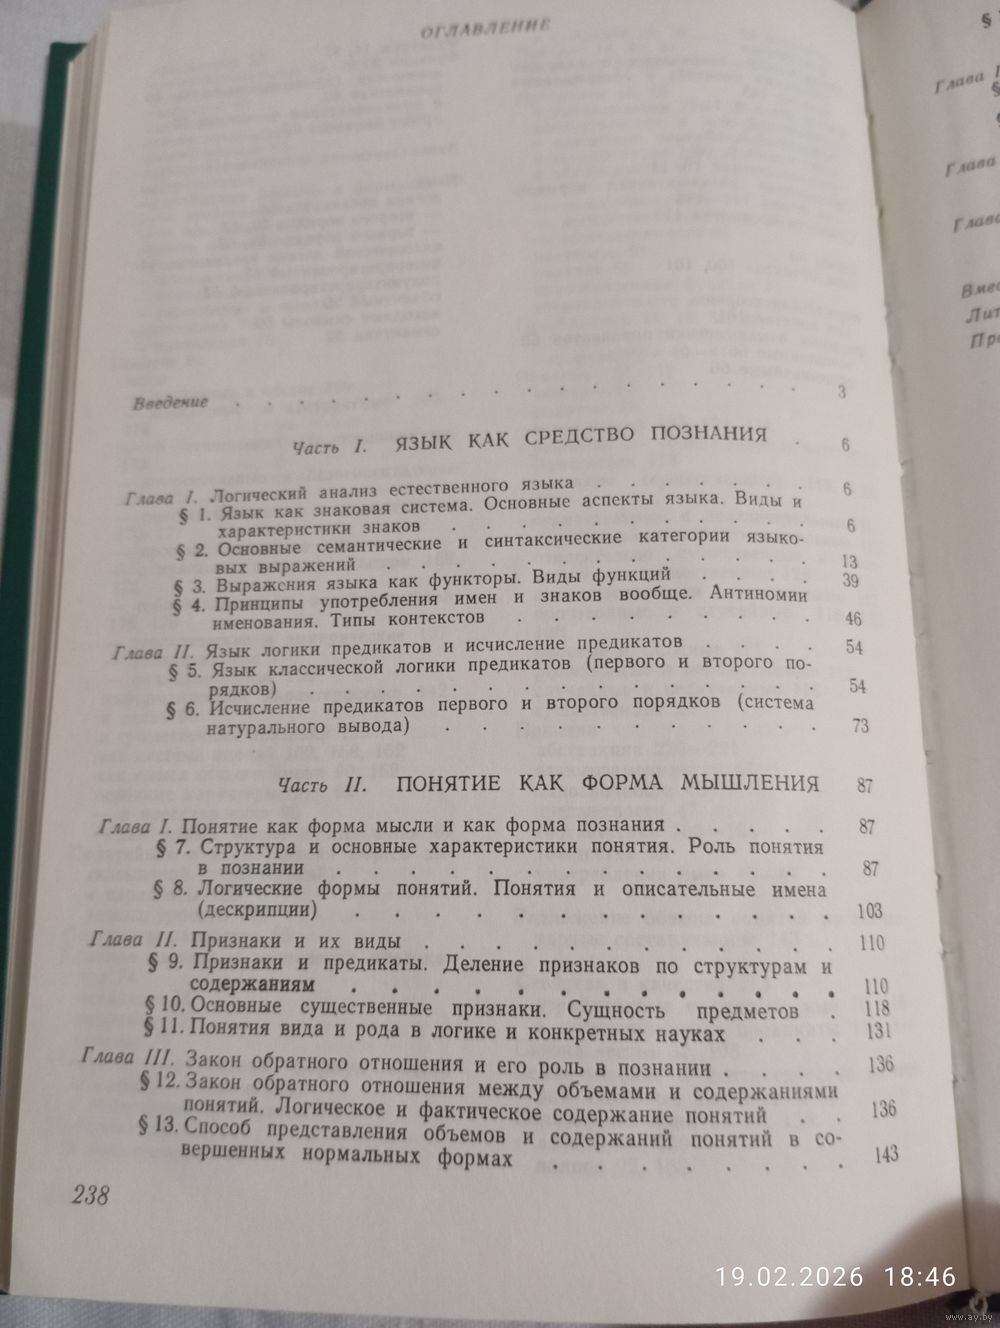 ОГЛАВЛЕНИЕ
Введение . . . . . . . . . . . . . . . . . . 3
Часть I. ЯЗЫК КАК СРЕДСТВО ПОЗНАНИЯ . 6
Глава I. Логический анализ естественного языка . . . . . . 6
§ 1. Язык как знаковая система. Основные аспекты языка. Виды и
характеристики знаков . . . . . . . . . . 6
§ 2. Основные семантические и синтаксические категории языко-
вых выражений . . . . . . . . . . . . 13
§ 3. Выражения языка как функторы. Виды функций . . . . 39
§ 4. Принципы употребления имен и знаков вообще. Антиномии
именования. Типы контекстов . . . . . . . . 46
Глава II. Язык логики предикатов и исчисление предикатов . . . . 54
§ 5. Язык классической логики предикатов (первого и второго по-
рядков) . . . . . . . . . . . . . . 54
§ 6. Исчисление предикатов первого и второго порядков (система
натурального вывода) . . . . . . . . . . 73
Часть II. ПОНЯТИЕ КАК ФОРМА МЫШЛЕНИЯ 87
Глава I. Понятие как форма мысли и как форма познания . . . . . 87
§ 7. Структура и основные характеристики понятия. Роль понятия
в познании . . . . . . . . . . . . . 87
§ 8. Логические формы понятий. Понятия и описательные имена
(дескрипции) . . . . . . . . . . . . 103
Глава II. Признаки и их виды . . . . . . . . . . . 110
§ 9. Признаки и предикаты. Деление признаков по структурам и
содержаниям . . . . . . . . . . . . 110
§ 10. Основные существенные признаки. Сущность предметов . 118
§ 11. Понятия вида и рода в логике и конкретных науках . . . 131
Глава III. Закон обратного отношения и его роль в познании . . . . 136
§ 12. Закон обратного отношения между объемами и содержаниями
понятий. Логическое и фактическое содержание понятий . . 136
§ 13. Способ представления объемов и содержаний понятий в со-
вершенных нормальных формах . . . . . . . . 143
238
§
Глава
§
Глава
Глава
19.02.2026 18:46
www.ay.by